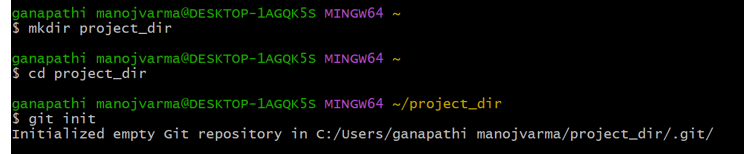 ganapathi manojvarma@DESKTOP-1AGQK5S MINGW64 ~
$ mkdir project_dir
ganapathi manojvarma@DESKTOP-1AGQK5S MINGW64 ~
$ cd project_dir
ganapathi manojvarma@DESKTOP-1AGQK5S MINGW64 ~/project_dir
$ git init
Initialized empty Git repository in C:/Users/ganapathi manojvarma/project_dir/.git/